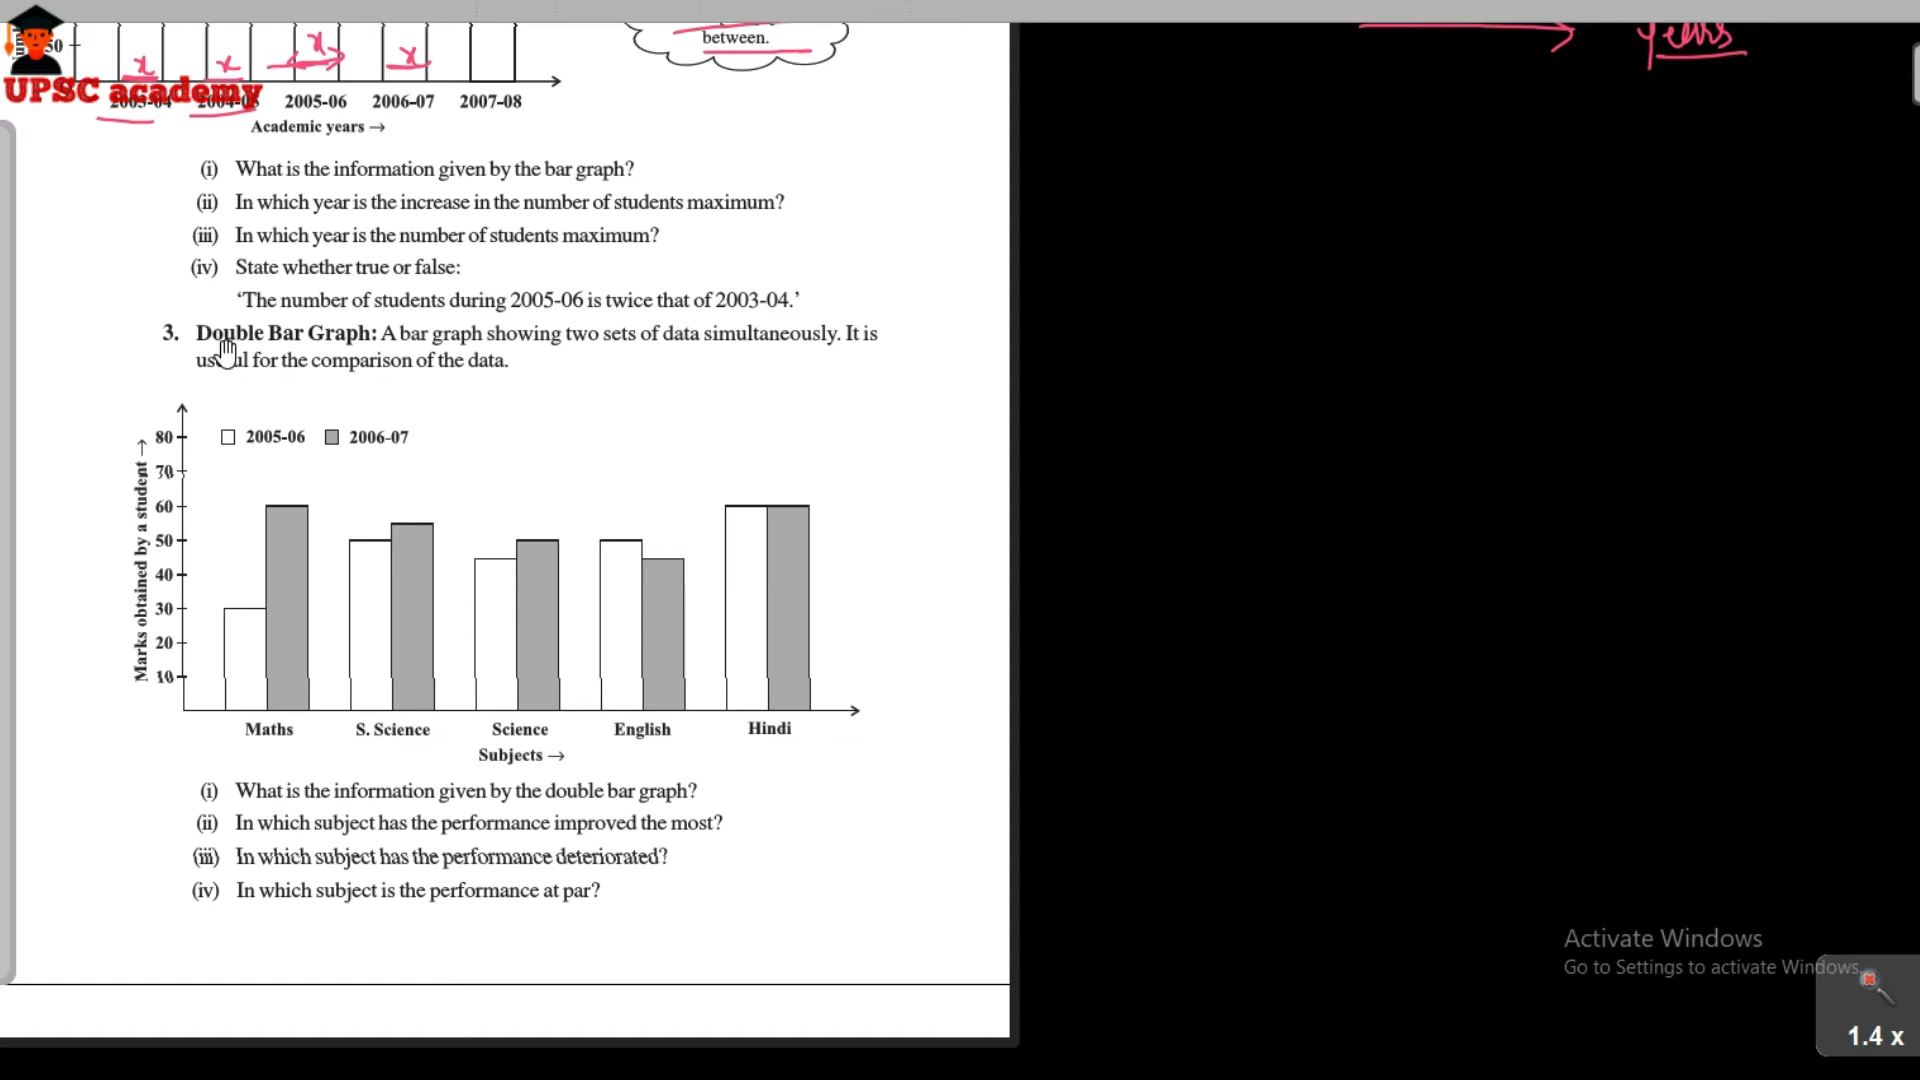 between.
years
50
x x x x
UPSC academy
2005-06 2006-07 2007-08
Academic years →
(i) What is the information given by the bar graph?
(ii) In which year is the increase in the number of students maximum?
(iii) In which year is the number of students maximum?
(iv) State whether true or false:
‘The number of students during 2005-06 is twice that of 2003-04.’
3. Double Bar Graph: A bar graph showing two sets of data simultaneously. It is
useful for the comparison of the data.
80
2005-06 2006-07
70
60
50
40
30
20
10
Marks obtained by a student →
Maths S. Science Science English Hindi
Subjects →
(i) What is the information given by the double bar graph?
(ii) In which subject has the performance improved the most?
(iii) In which subject has the performance deteriorated?
(iv) In which subject is the performance at par?
Activate Windows
Go to Settings to activate Windows.
1.4 x